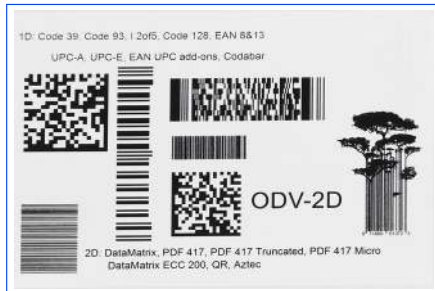 1D: Code 39, Code 93, I 2of5, Code 128, EAN 8&13
UPC-A, UPC-E, EAN UPC add-ons, Codabar
ODV-2D
2D: DataMatrix, PDF 417, PDF 417 Truncated, PDF 417 Micro
DataMatrix ECC 200, QR, Aztec